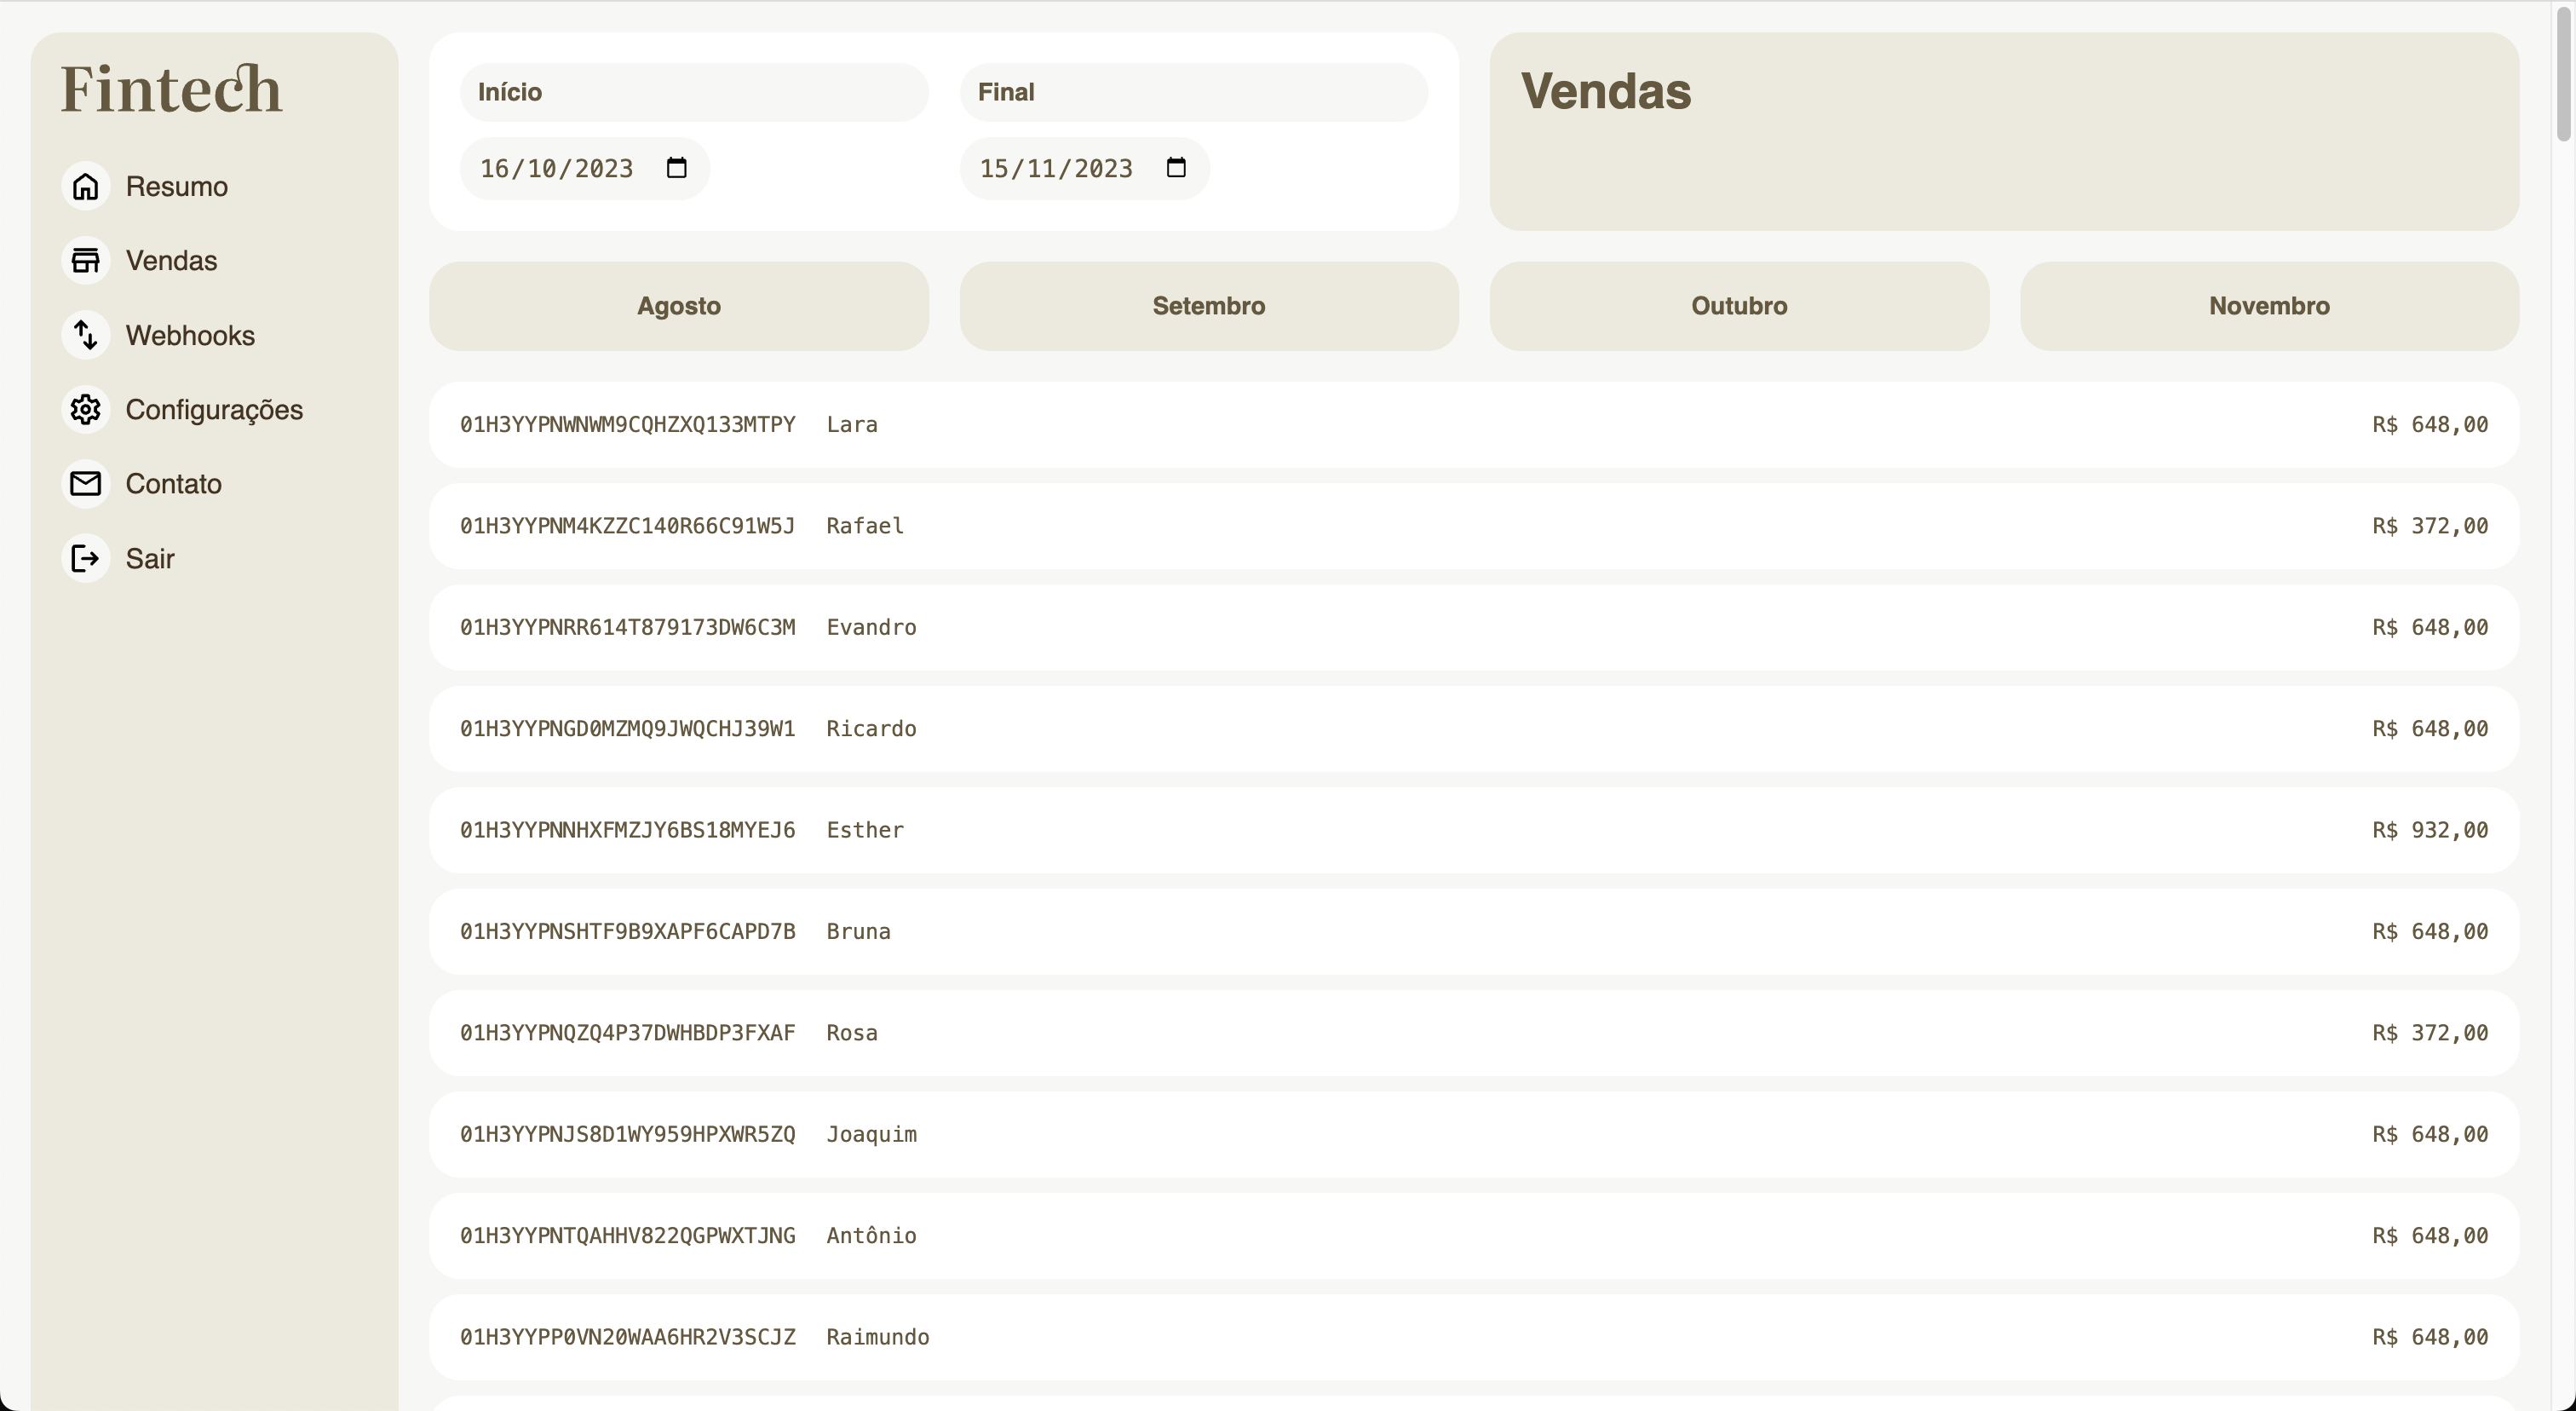 Fintech
Resumo
Vendas
Webhooks
Configurações
Contato
Sair
Início
Final
16/10/2023
15/11/2023
Vendas
Agosto
Setembro
Outubro
Novembro
01H3YYPNWNWM9CQHZXQ133MTPY Lara R$ 648,00
01H3YYPNM4KZZC140R66C91W5J Rafael R$ 372,00
01H3YYPNRR614T879173DW6C3M Evandro R$ 648,00
01H3YYPNGD0MZMQ9JWQCHJ39W1 Ricardo R$ 648,00
01H3YYPNNHXFMZJY6BS18MYEJ6 Esther R$ 932,00
01H3YYPNSHTF9B9XAPF6CAPD7B Bruna R$ 648,00
01H3YYPNQZQ4P37DWHBDP3FXAF Rosa R$ 372,00
01H3YYPNJS8D1WY959HPXWR5ZQ Joaquim R$ 648,00
01H3YYPNTQAHHV822QGPWXTJNG Antônio R$ 648,00
01H3YYPP0VN20WAA6HR2V3SCJZ Raimundo R$ 648,00